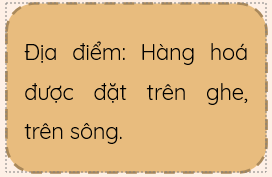 Địa điểm: Hàng hoá
được đặt trên ghe,
trên sông.